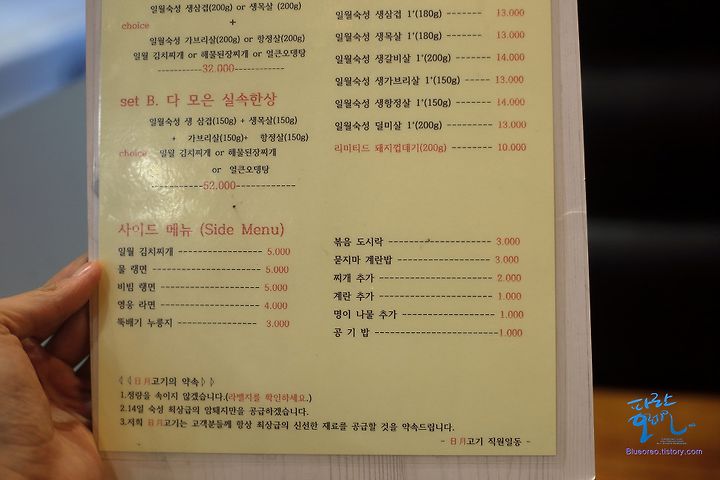 일월숙성 생삼겹(200g) or 생목살 (200g)
choice
+
일월숙성 가브리살(200g) or 항정살(200g)
일월 김치찌개 or 해물된장찌개 or 얼큰오뎅탕
-----------32.000-----------
set B. 다 모은 실속한상
일월숙성 생 삼겹(150g) + 생목살(150g)
+ 가브리살(150g)+ 항정살(150g)
choice 일월 김치찌개 or 해물된장찌개
or 얼큰오뎅탕
-----------52.000------------
일월숙성 생삼겹 1'(180g) ------- 13.000
일월숙성 생목살 1'(180g) ------- 13.000
일월숙성 생갈비살 1'(200g) ------- 14.000
일월숙성 생가브리살 1'(150g) ----- 13.000
일월숙성 생항정살 1'(150g) ------- 14.000
일월숙성 덜미살 1'(200g) --------- 13.000
리미티드 돼지껍데기(200g) -------- 10.000
사이드 메뉴 (Side Menu)
일월 김치찌개 ---------------- 5.000
물 랭면 -------------------- 5.000
비빔 랭면 ------------------- 5.000
영웅 라면 ------------------- 4.000
뚝배기 누룽지 ---------------- 3.000
볶음 도시락 -------------------- 3.000
묻지마 계란밥 ------------------ 3.000
찌개 추가 ---------------------- 2.000
계란 추가 ---------------------- 1.000
명이 나물 추가 ------------------ 1.000
공 기 밥 ------------------------1.000
《《日月고기의 약속》》
1.정량을 속이지 않겠습니다.(라벨지를 확인하세요.)
2.14일 숙성 최상급의 암돼지만을 공급하겠습니다.
3.저희 日月고기는 고객분들께 항상 최상급의 신선한 재료를 공급할 것을 약속드립니다.
- 日月고기 직원일동 -
파란오레오
Blueoreo.tistory.com